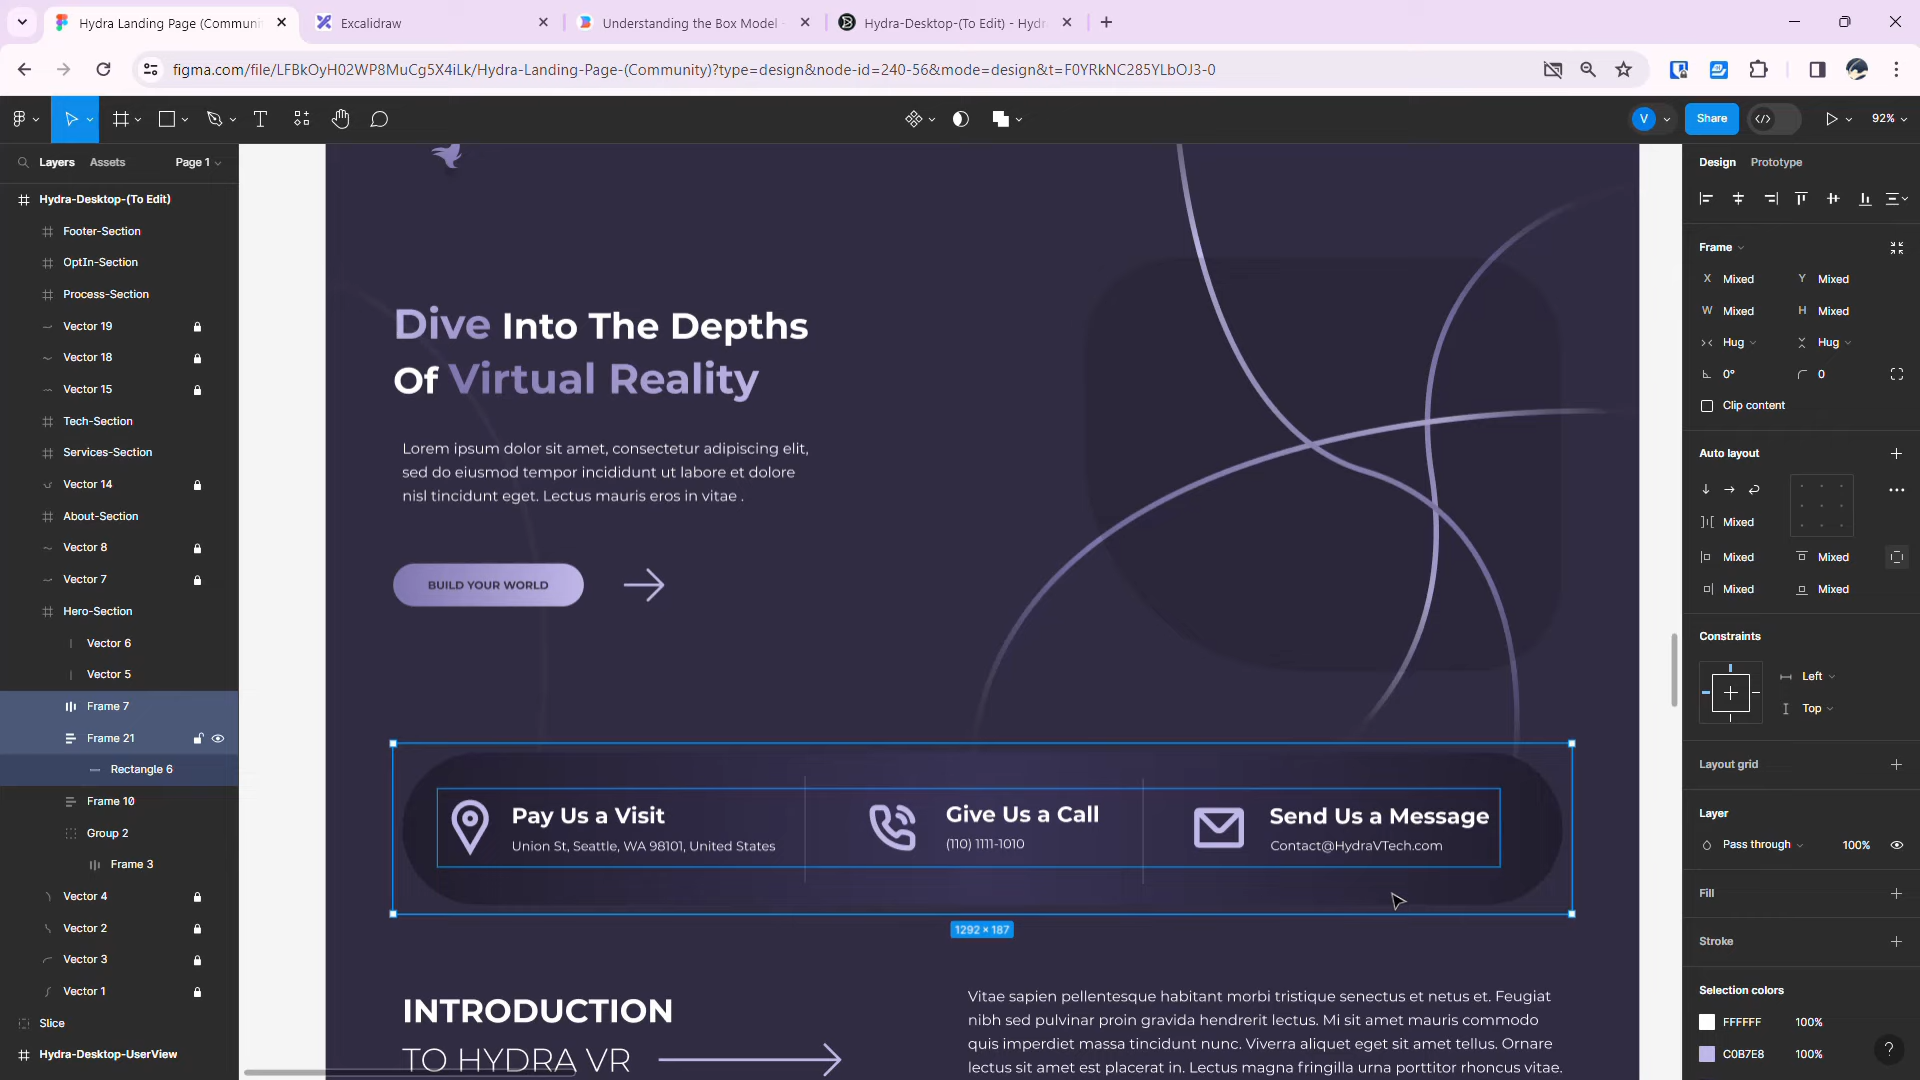 Hydra Landing Page (Commun
Excalidraw
Understanding the Box Model -
Hydra-Desktop-(To Edit) - Hydr
figma.com/file/LFBkOyH02WP8MuCg5X4iLk/Hydra-Landing-Page-(Community)?type=design&node-id=240-56&mode=design&t=F0YRkNC285YLbOJ3-0
V
Share
92%
Layers
Assets
Page 1
Hydra-Desktop-(To Edit)
Footer-Section
OptIn-Section
Process-Section
Vector 19
Vector 18
Vector 15
Tech-Section
Services-Section
Vector 14
About-Section
Vector 8
Vector 7
Hero-Section
Vector 6
Vector 5
Frame 7
Frame 21
Rectangle 6
Frame 10
Group 2
Frame 3
Vector 4
Vector 2
Vector 3
Vector 1
Slice
Hydra-Desktop-UserView
Dive Into The Depths
Of Virtual Reality
Lorem ipsum dolor sit amet, consectetur adipiscing elit,
sed do eiusmod tempor incididunt ut labore et dolore
nisl tincidunt eget. Lectus mauris eros in vitae .
BUILD YOUR WORLD
Pay Us a Visit
Union St, Seattle, WA 98101, United States
Give Us a Call
(110) 1111-1010
Send Us a Message
Contact@HydraVTech.com
1292 × 187
INTRODUCTION
TO HYDRA VR
Vitae sapien pellentesque habitant morbi tristique senectus et netus et. Feugiat
nibh sed pulvinar proin gravida hendrerit lectus. Mi sit amet mauris commodo
quis imperdiet massa tincidunt nunc. Viverra aliquet eget sit amet tellus. Ornare
lectus sit amet est placerat in. Lectus magna fringilla urna porttitor rhoncus vitae.
Design
Prototype
Frame
X Mixed
Y Mixed
W Mixed
H Mixed
Hug
Hug
0°
0
Clip content
Auto layout
Mixed
Mixed
Mixed
Mixed
Mixed
Constraints
Left
Top
Layout grid
Layer
Pass through
100%
Fill
Stroke
Selection colors
FFFFFF
100%
C0B7E8
100%
?